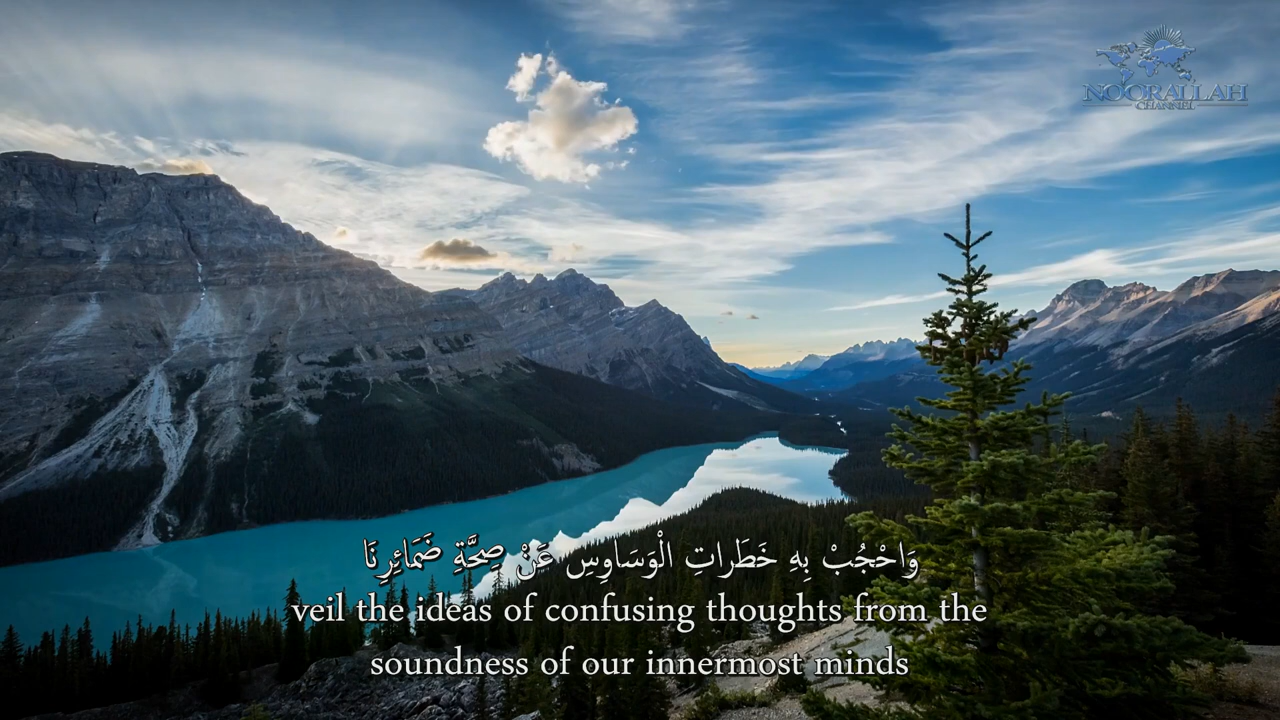 NOORALLAH
CHANNEL
وَاحْجُبْ بِهِ خَطَراتِ الْوَسَاوِسِ عَنْ صِحَّةِ ضَمَائِرِنَا
veil the ideas of confusing thoughts from the
soundness of our innermost minds